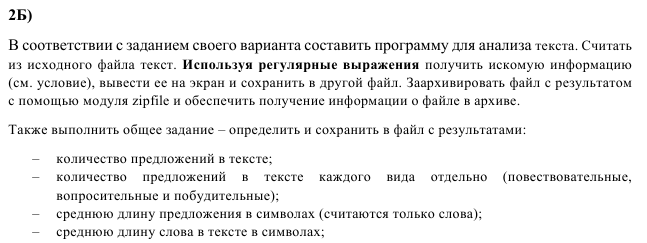 2Б)
В соответствии с заданием своего варианта составить программу для анализа текста. Считать
из исходного файла текст. Используя регулярные выражения получить искомую информацию
(см. условие), вывести ее на экран и сохранить в другой файл. Заархивировать файл с результатом
с помощью модуля zipfile и обеспечить получение информации о файле в архиве.
Также выполнить общее задание – определить и сохранить в файл с результатами:
– количество предложений в тексте;
– количество предложений в тексте каждого вида отдельно (повествовательные,
вопросительные и побудительные);
– среднюю длину предложения в символах (считаются только слова);
– среднюю длину слова в тексте в символах;